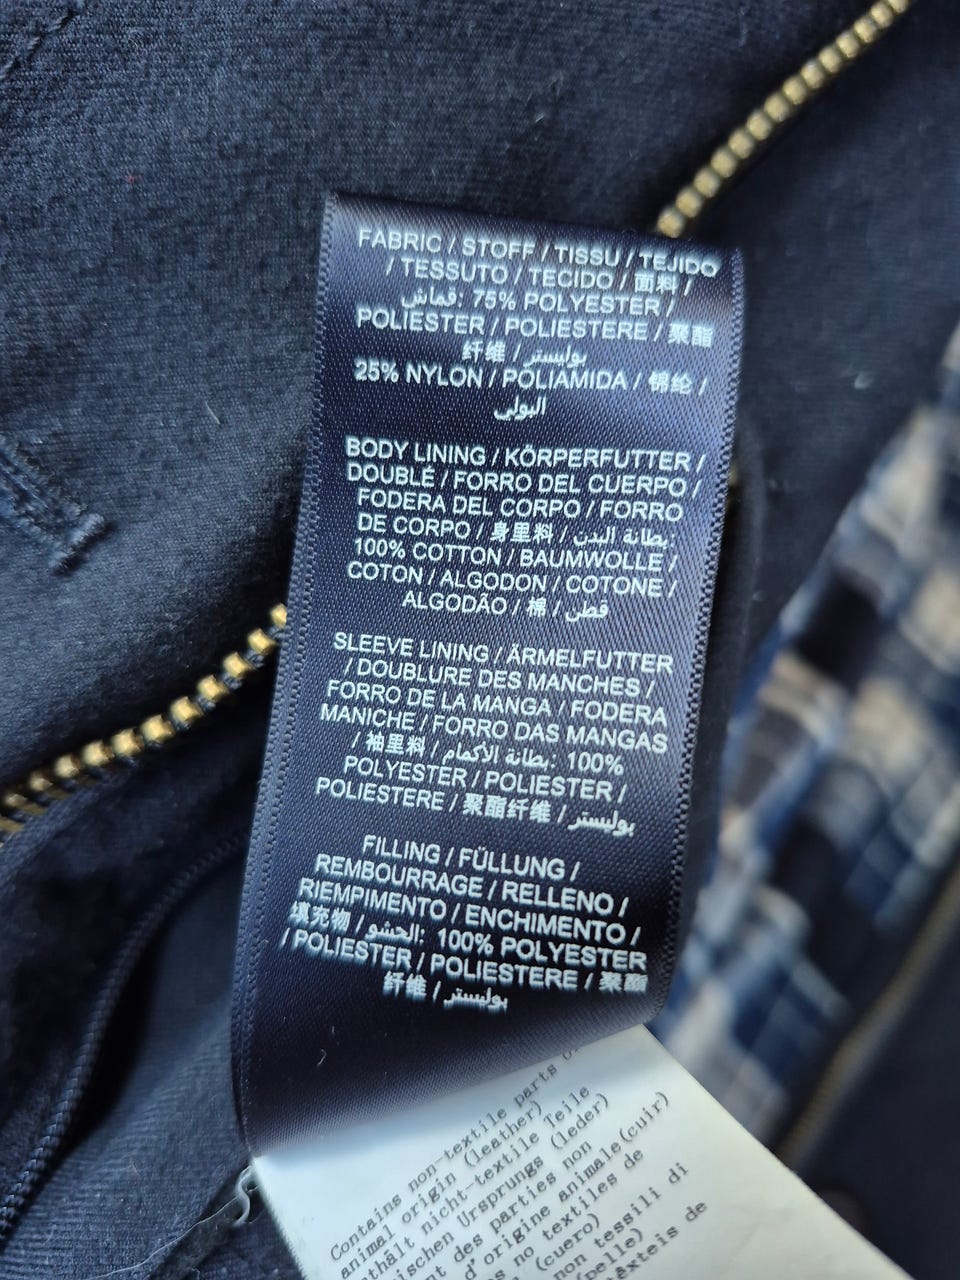 FABRIC / STOFF / TISSU / TEJIDO
/ TESSUTO / TECIDO / 面料 /
قماش: 75% POLYESTER /
POLIESTER / POLIESTERE / 聚酯
纤维 / بوليستر
25% NYLON / POLIAMIDA / 锦纶 /
البولى
BODY LINING / KÖRPERFUTTER /
DOUBLÉ / FORRO DEL CUERPO /
FODERA DEL CORPO / FORRO
DE CORPO / 身里料 / بطانة البدن:
100% COTTON / BAUMWOLLE /
COTON / ALGODON / COTONE /
ALGODÃO / 棉 / قطن
SLEEVE LINING / ÄRMELFUTTER
/ DOUBLURE DES MANCHES /
FORRO DE LA MANGA / FODERA
MANICHE / FORRO DAS MANGAS
/ 袖里料 / بطانة الأكمام: 100%
POLYESTER / POLIESTER /
POLIESTERE / 聚酯纤维 / بوليستر
FILLING / FÜLLUNG /
REMBOURRAGE / RELLENO /
RIEMPIMENTO / ENCHIMENTO /
填充物 / الحشو: 100% POLYESTER
/ POLIESTER / POLIESTERE / 聚酯
纤维 / بوليستر
Contains non-textile parts
animal origin (leather)
nicht-textile Teile
Ursprungs (leder)
des parties non
d'origine animale(cuir)
no textiles de
(cuero)
tessili di
(pelle)
têxteis de